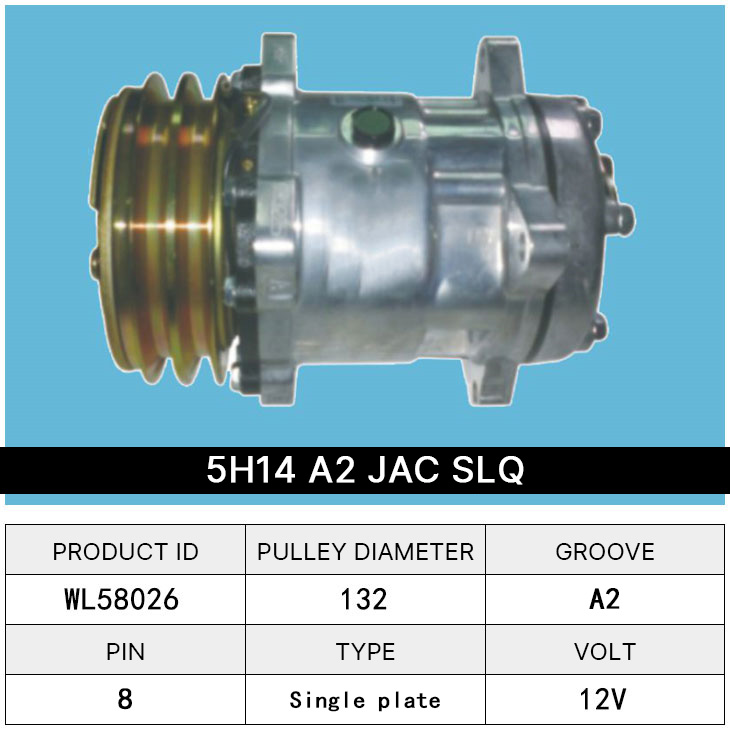 5H14 A2 JAC SLQ
PRODUCT ID PULLEY DIAMETER GROOVE
WL58026 132 A2
PIN TYPE VOLT
8 Single plate 12V